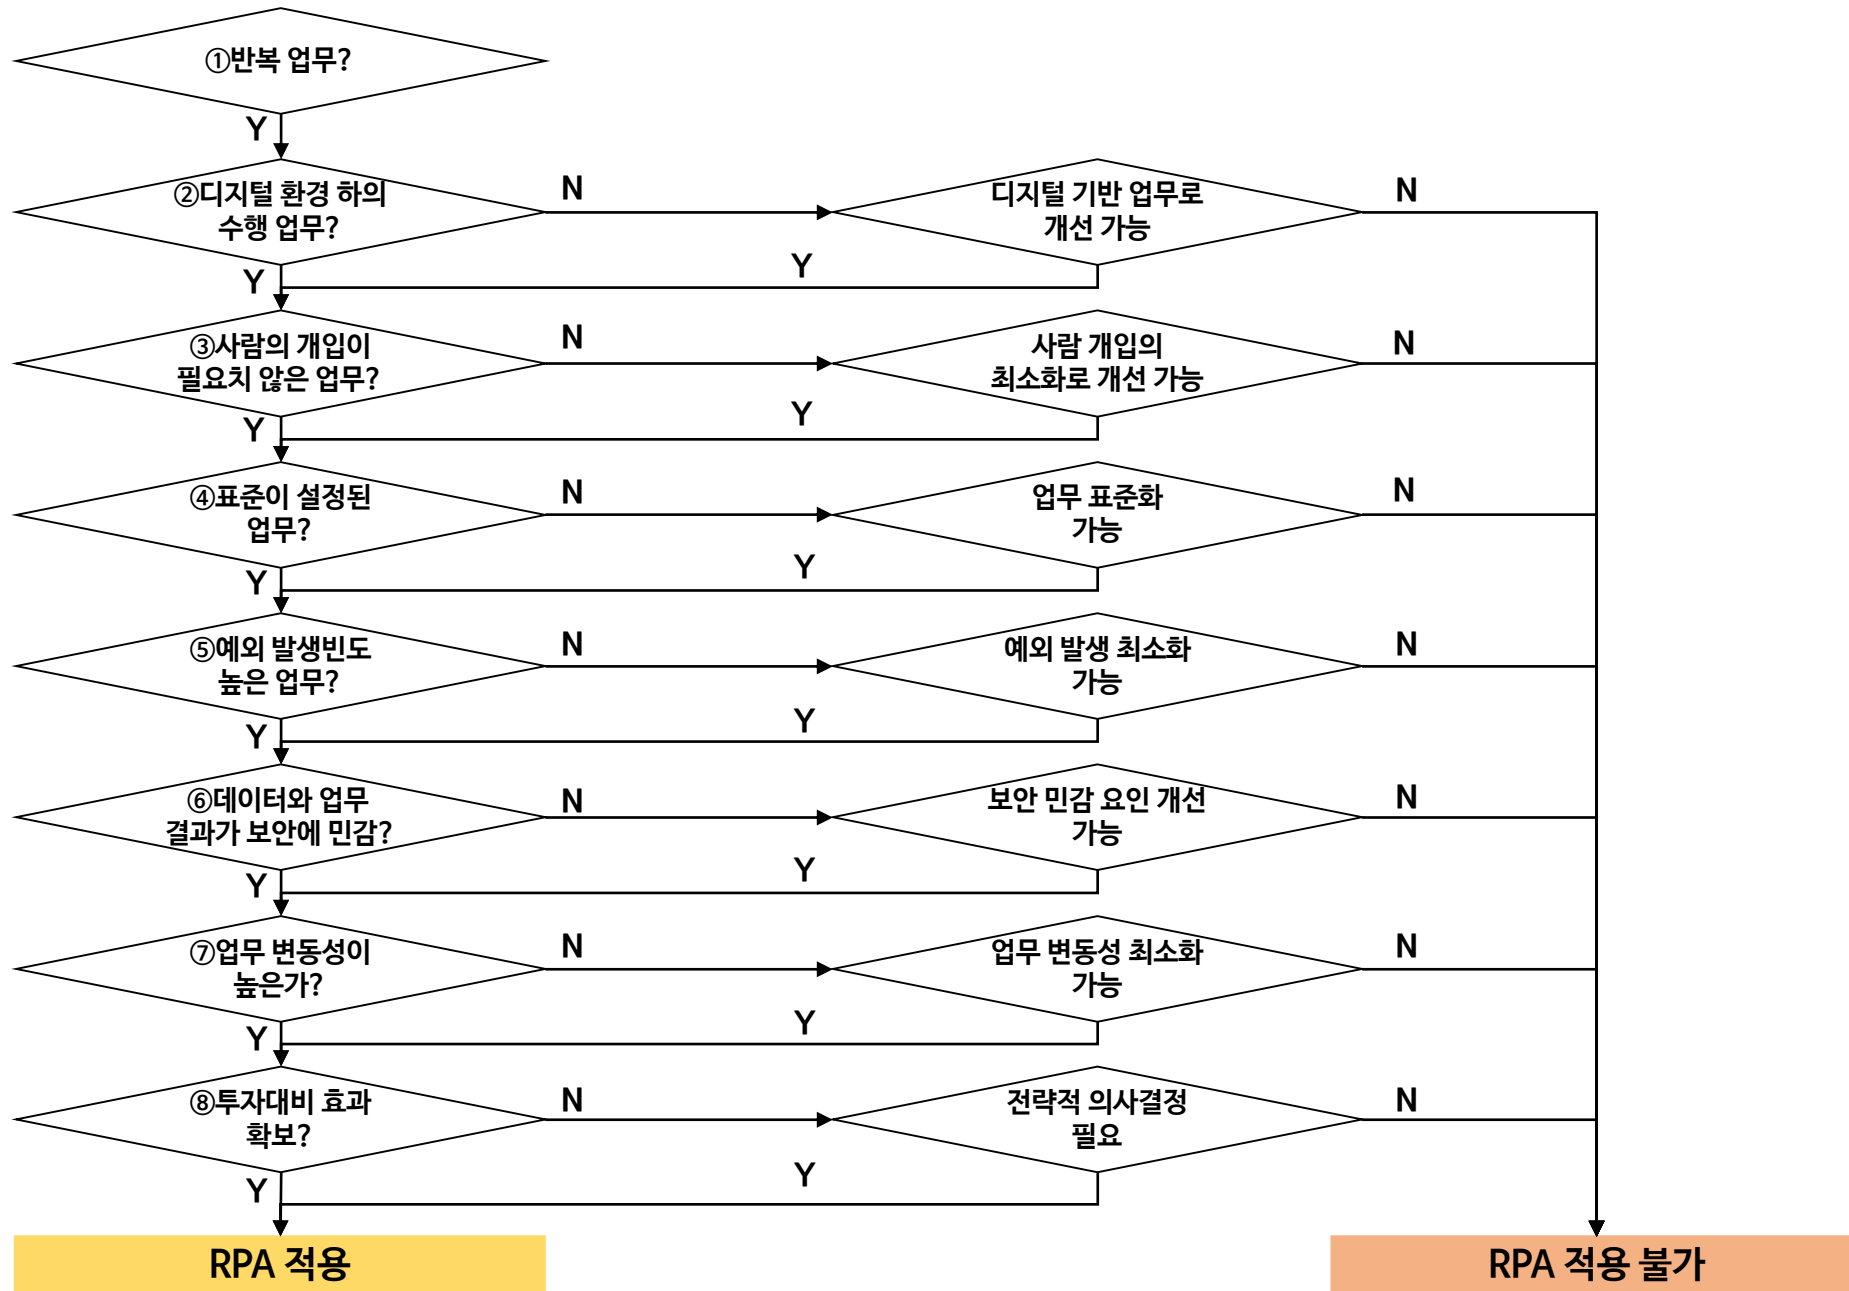 ①반복 업무?
Y
②디지털 환경 하의
수행 업무?
N
디지털 기반 업무로
개선 가능
N
Y
Y
③사람의 개입이
필요치 않은 업무?
N
사람 개입의
최소화로 개선 가능
N
Y
Y
④표준이 설정된
업무?
N
업무 표준화
가능
N
Y
Y
⑤예외 발생빈도
높은 업무?
N
예외 발생 최소화
가능
N
Y
Y
⑥데이터와 업무
결과가 보안에 민감?
N
보안 민감 요인 개선
가능
N
Y
Y
⑦업무 변동성이
높은가?
N
업무 변동성 최소화
가능
N
Y
Y
⑧투자대비 효과
확보?
N
전략적 의사결정
필요
N
Y
Y
RPA 적용
RPA 적용 불가